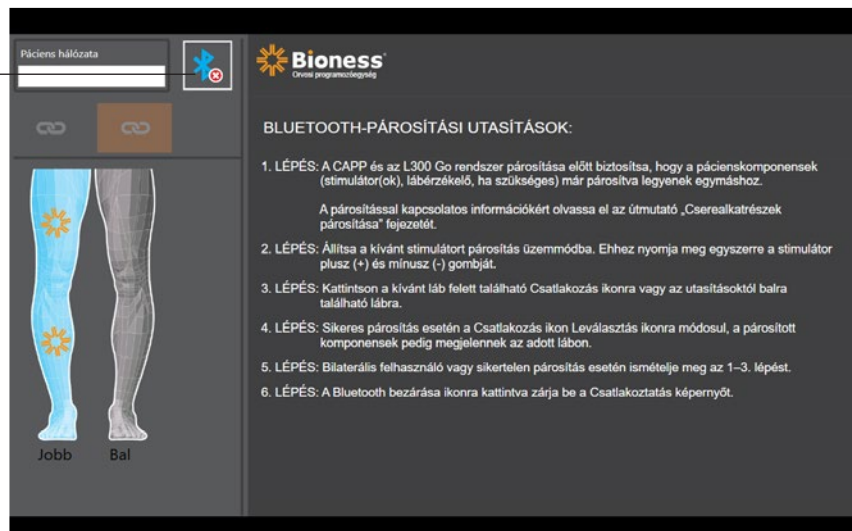 Páciens hálózata
Bioness
Orvosi programozóegység
BLUETOOTH-PÁROSÍTÁSI UTASÍTÁSOK:
1. LÉPÉS: A CAPP és az L300 Go rendszer párosítása előtt biztosítsa, hogy a pácienskomponensek
(stimulátor(ok), lábérzékelő, ha szükséges) már párosítva legyenek egymáshoz.
A párosítással kapcsolatos információkért olvassa el az útmutató „Cserealkatrészek
párosítása” fejezetét.
2. LÉPÉS: Állítsa a kívánt stimulátort párosítás üzemmódba. Ehhez nyomja meg egyszerre a stimulátor
plusz (+) és mínusz (-) gombját.
3. LÉPÉS: Kattintson a kívánt láb felett található Csatlakozás ikonra vagy az utasításoktól balra
található lábra.
4. LÉPÉS: Sikeres párosítás esetén a Csatlakozás ikon Leválasztás ikonra módosul, a párosított
komponensek pedig megjelennek az adott lábon.
5. LÉPÉS: Bilaterális felhasználó vagy sikertelen párosítás esetén ismételje meg az 1–3. lépést.
6. LÉPÉS: A Bluetooth bezárása ikonra kattintva zárja be a Csatlakoztatás képernyőt.
Jobb Bal